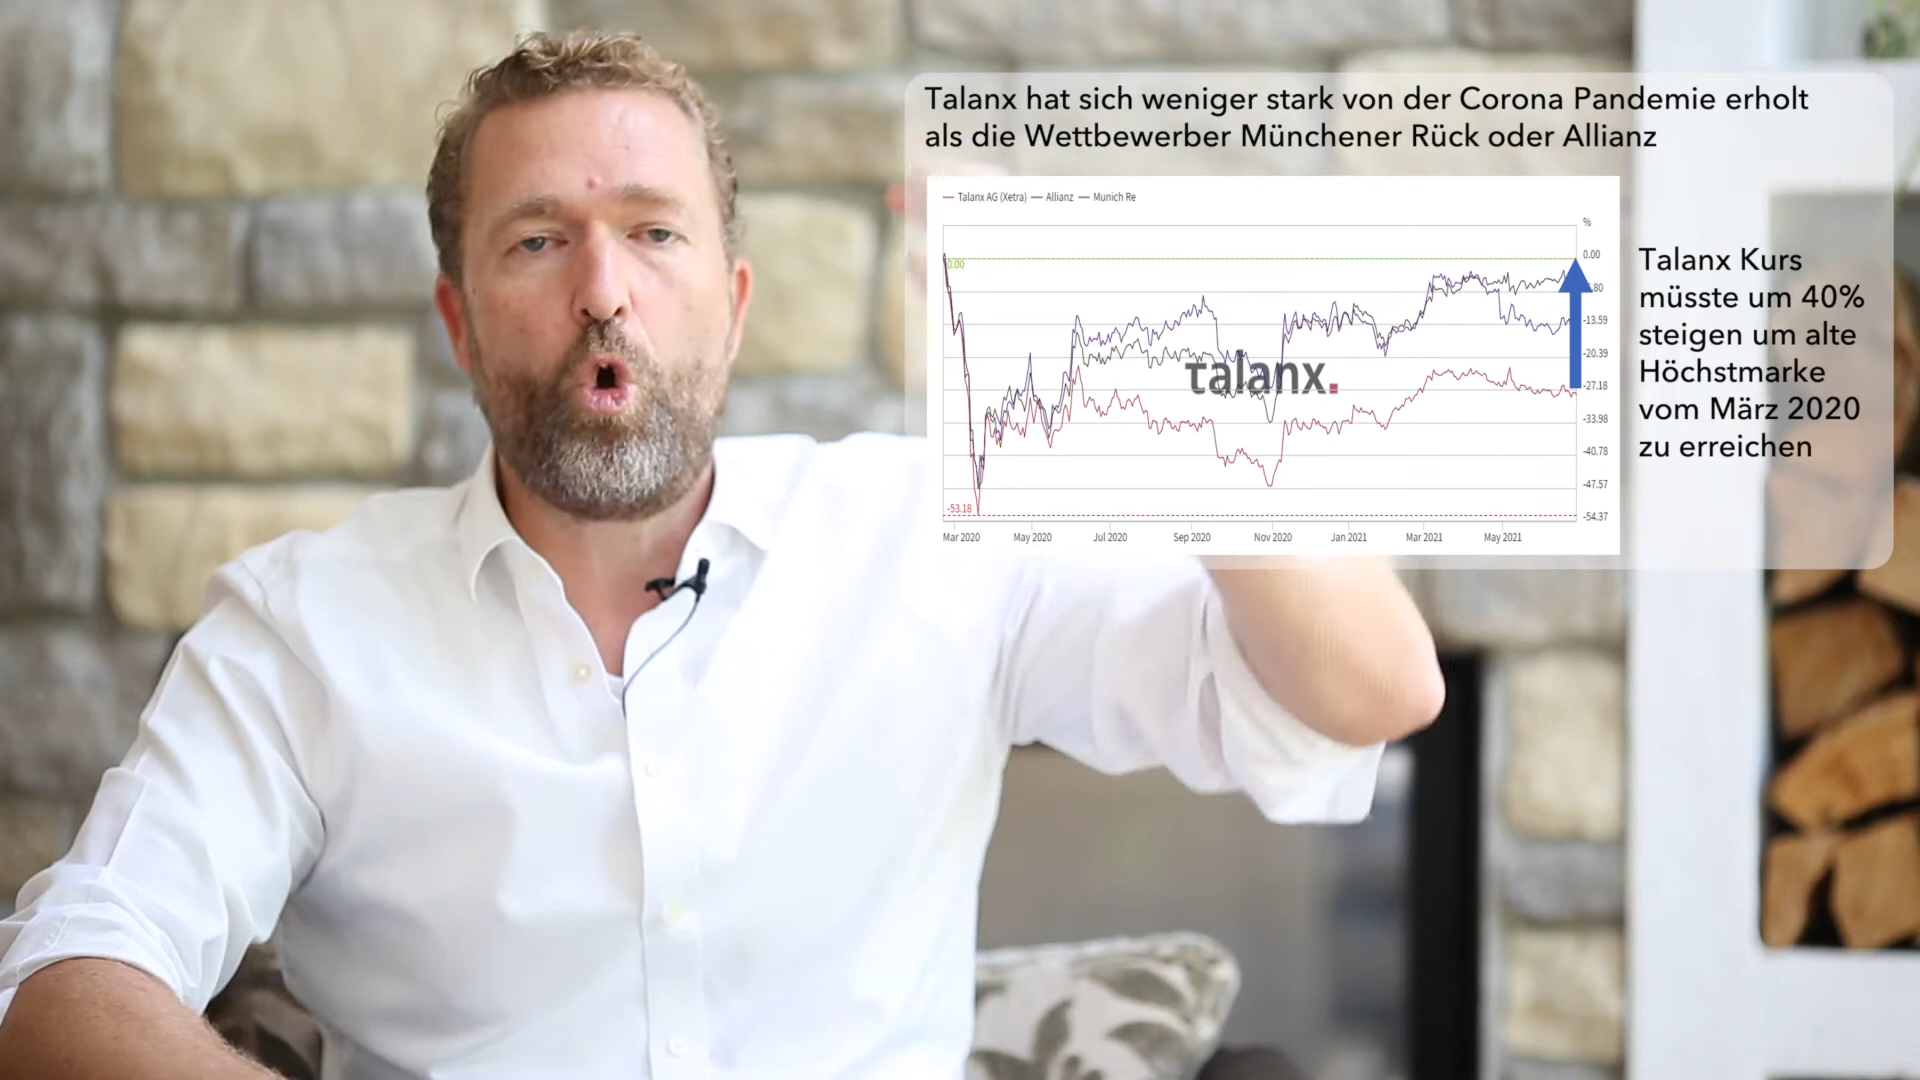 Talanx hat sich weniger stark von der Corona Pandemie erholt
als die Wettbewerber Münchener Rück oder Allianz
Talanx AG (Xetra) Allianz Munich Re
%
0.00
0.00
.80
-13.59
-20.39
-27.18
-33.98
-40.78
-47.57
-54.37
-53.18
talanx.
Mar 2020 May 2020 Jul 2020 Sep 2020 Nov 2020 Jan 2021 Mar 2021 May 2021
Talanx Kurs
müsste um 40%
steigen um alte
Höchstmarke
vom März 2020
zu erreichen